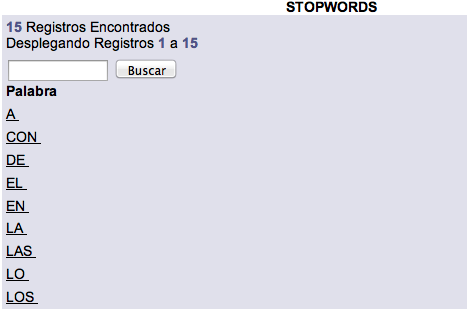 STOPWORDS
15 Registros Encontrados
Desplegando Registros 1 a 15
Buscar
Palabra
A
CON
DE
EL
EN
LA
LAS
LO
LOS